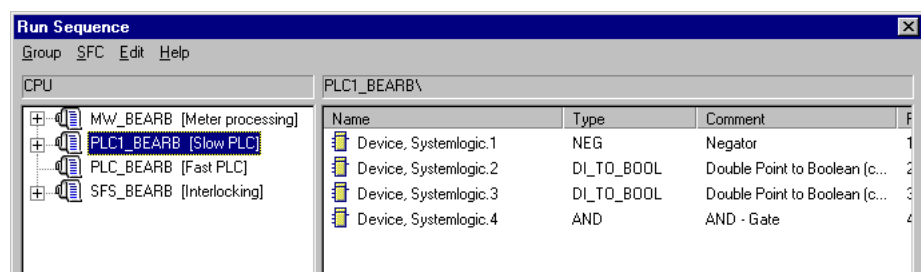 Run Sequence
Group SFC Edit Help
CPU PLC1_BEARB\
Name Type Comment
MW_BEARB [Meter processing]
PLC1_BEARB [Slow PLC]
PLC_BEARB [Fast PLC]
SFS_BEARB [Interlocking]
Device, Systemlogic.1 NEG Negator 1
Device, Systemlogic.2 DI_TO_BOOL Double Point to Boolean (c... 2
Device, Systemlogic.3 DI_TO_BOOL Double Point to Boolean (c... 3
Device, Systemlogic.4 AND AND - Gate 4